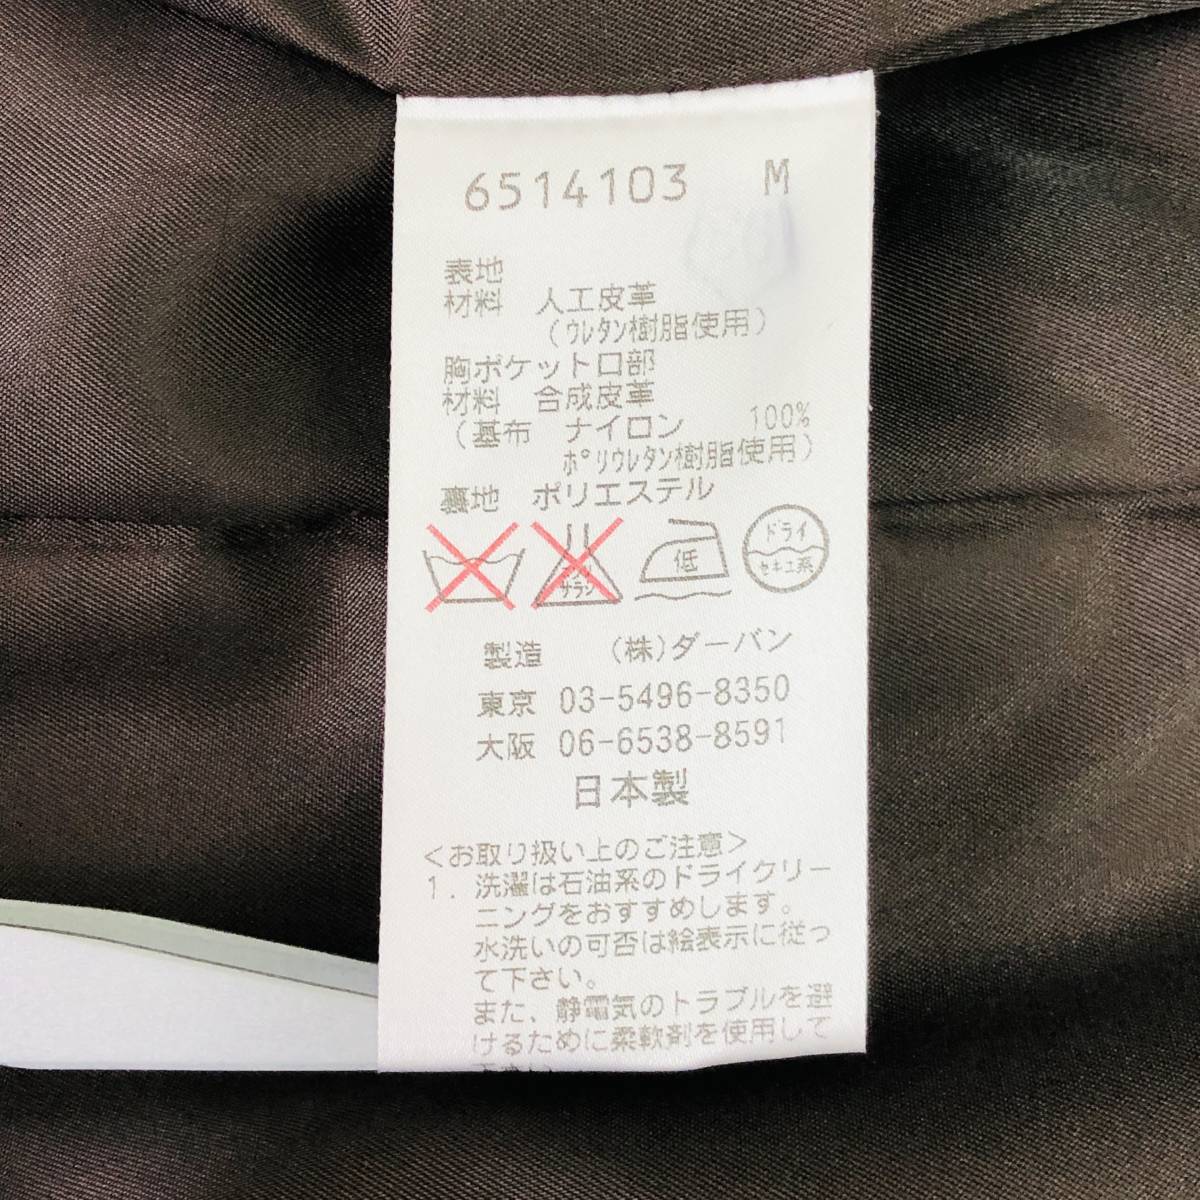 6514103 M
表地
材料 人工皮革
(ウレタン樹脂使用)
胸ポケット口部
材料 合成皮革
(基布 ナイロン 100%
ポリウレタン樹脂使用)
裏地 ポリエステル
エンソ
サラシ
低
ドライ
セキユ系
製造 (株)ダーバン
東京 03-5496-8350
大阪 06-6538-8591
日本製
<お取り扱い上のご注意>
1. 洗濯は石油系のドライクリー
ニングをおすすめします。
水洗いの可否は絵表示に従っ
て下さい。
また、静電気のトラブルを避
けるために柔軟剤を使用して